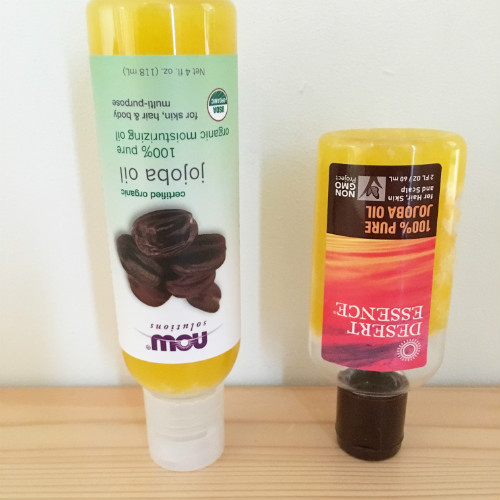 now®
solutions
certified organic
jojoba oil
100% pure
organic moisturizing oil
for skin, hair & body
multi-purpose
USDA
ORGANIC
Net 4 fl. oz. (118 mL)
DESERT
ESSENCE®
100% PURE
JOJOBA OIL
for Hair, Skin
and Scalp
2 FL OZ/60 mL
NON
GMO
Project